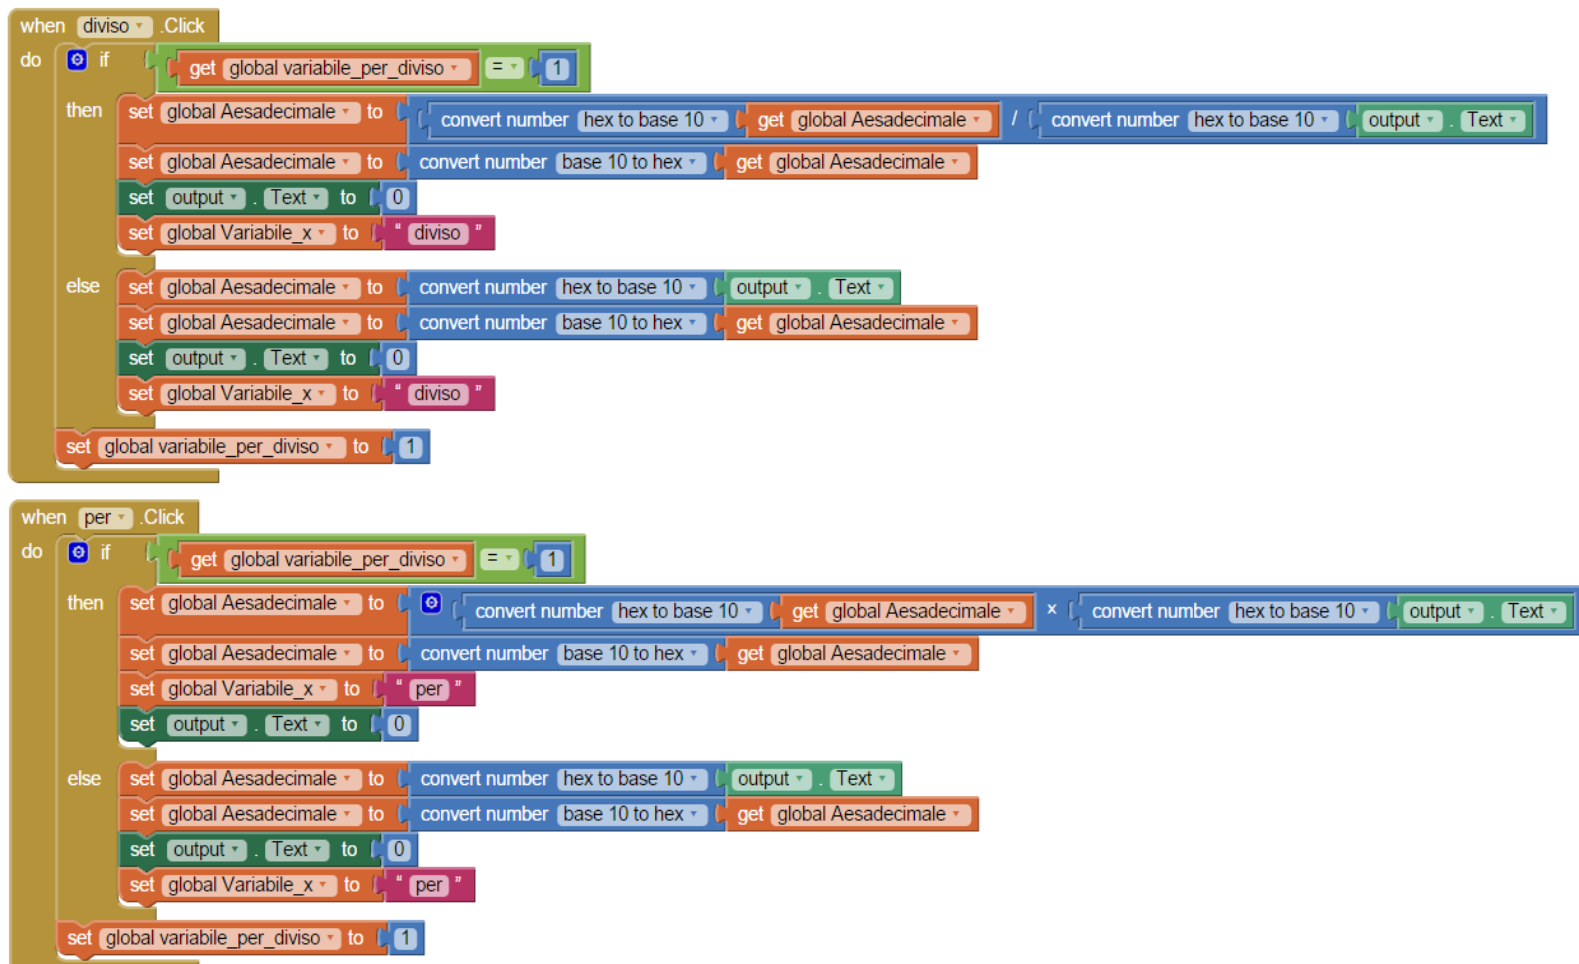 when diviso .Click
do if get global variabile_per_diviso = 1
then set global Aesadecimale to convert number hex to base 10 get global Aesadecimale / convert number hex to base 10 output . Text
set global Aesadecimale to convert number base 10 to hex get global Aesadecimale
set output . Text to 0
set global Variabile_x to " diviso "
else set global Aesadecimale to convert number hex to base 10 output . Text
set global Aesadecimale to convert number base 10 to hex get global Aesadecimale
set output . Text to 0
set global Variabile_x to " diviso "
set global variabile_per_diviso to 1
when per .Click
do if get global variabile_per_diviso = 1
then set global Aesadecimale to convert number hex to base 10 get global Aesadecimale × convert number hex to base 10 output . Text
set global Aesadecimale to convert number base 10 to hex get global Aesadecimale
set global Variabile_x to " per "
set output . Text to 0
else set global Aesadecimale to convert number hex to base 10 output . Text
set global Aesadecimale to convert number base 10 to hex get global Aesadecimale
set output . Text to 0
set global Variabile_x to " per "
set global variabile_per_diviso to 1